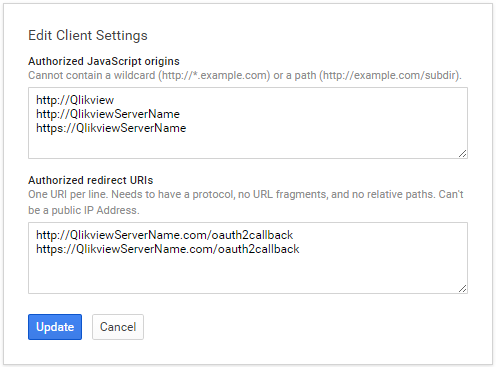 Edit Client Settings
Authorized JavaScript origins
Cannot contain a wildcard (http://*.example.com) or a path (http://example.com/subdir).
http://Qlikview
http://QlikviewServerName
https://QlikviewServerName
Authorized redirect URIs
One URI per line. Needs to have a protocol, no URL fragments, and no relative paths. Can't
be a public IP Address.
http://QlikviewServerName.com/oauth2callback
https://QlikviewServerName.com/oauth2callback
Update
Cancel